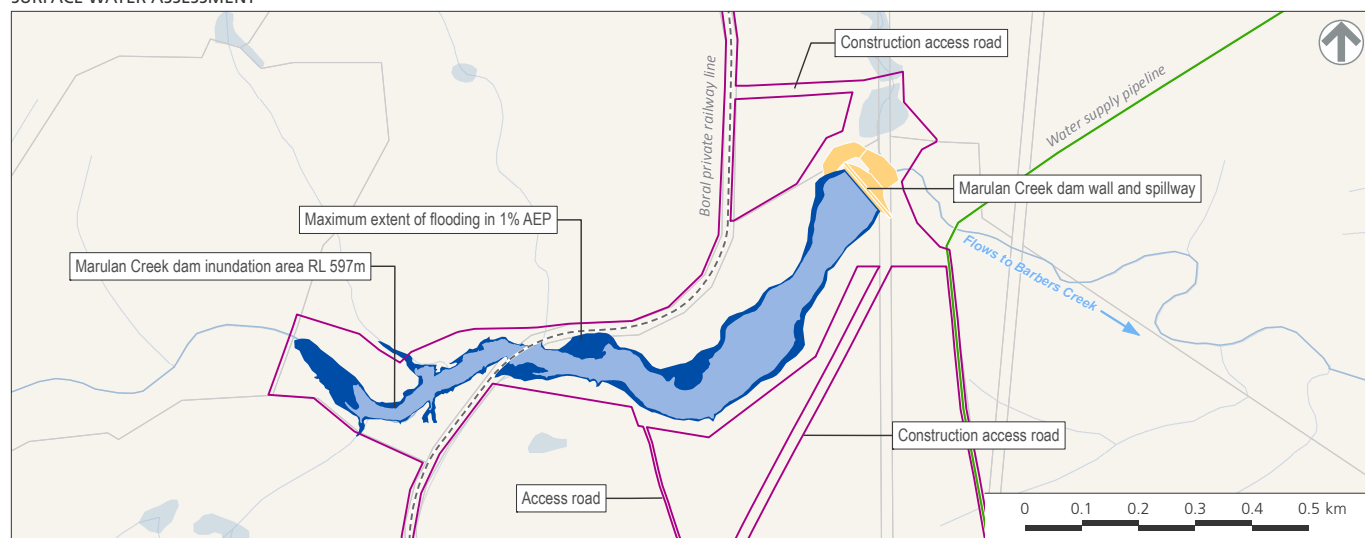 SURFACE WATER ASSESSMENT
Construction access road
Boral private railway line
Water supply pipeline
Marulan Creek dam wall and spillway
Maximum extent of flooding in 1% AEP
Marulan Creek dam inundation area RL 597m
Flows to Barbers Creek
Construction access road
Access road
0 0.1 0.2 0.3 0.4 0.5 km